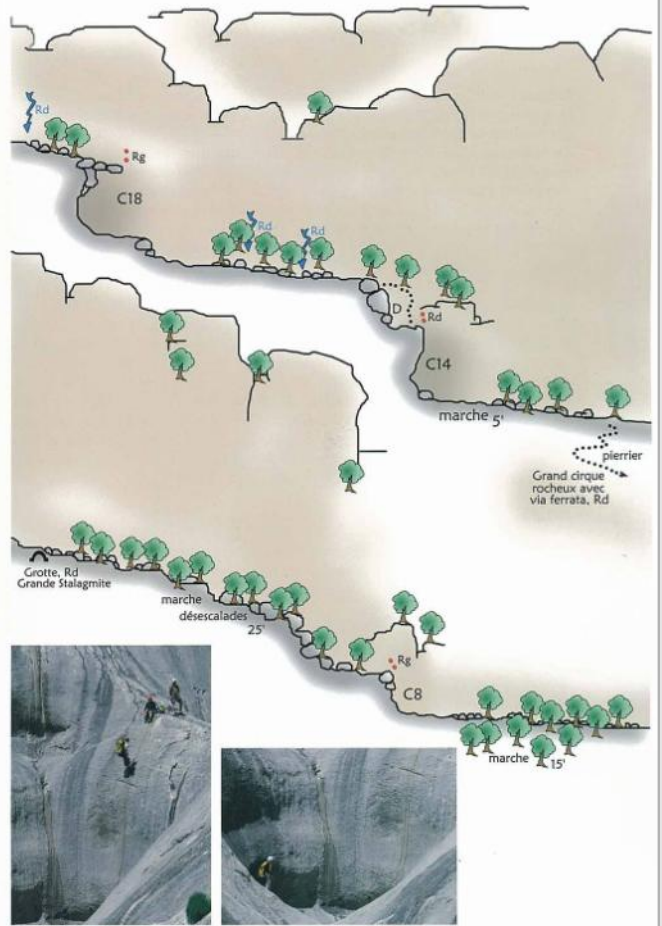 Rd
Rg
C18
Rd
Rd
D
Rd
C14
marche 5'
pierrier
Grand cirque
rocheux avec
via ferrata, Rd
Grotte, Rd
Grande Stalagmite
marche
désescalades
25'
Rg
C8
marche 15'